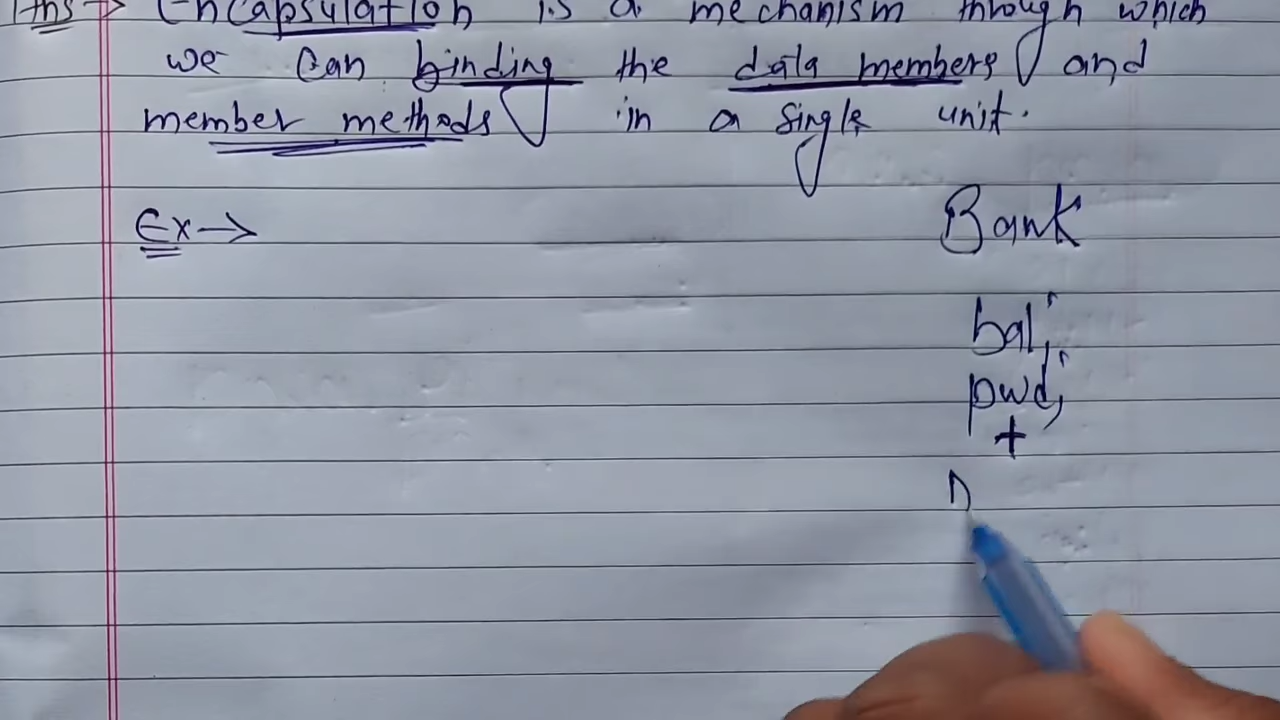 Ans → Encapsulation is a mechanism through which
we can binding the data members and
member methods in a single unit.
Ex →
Bank
bal;
pwd;
+